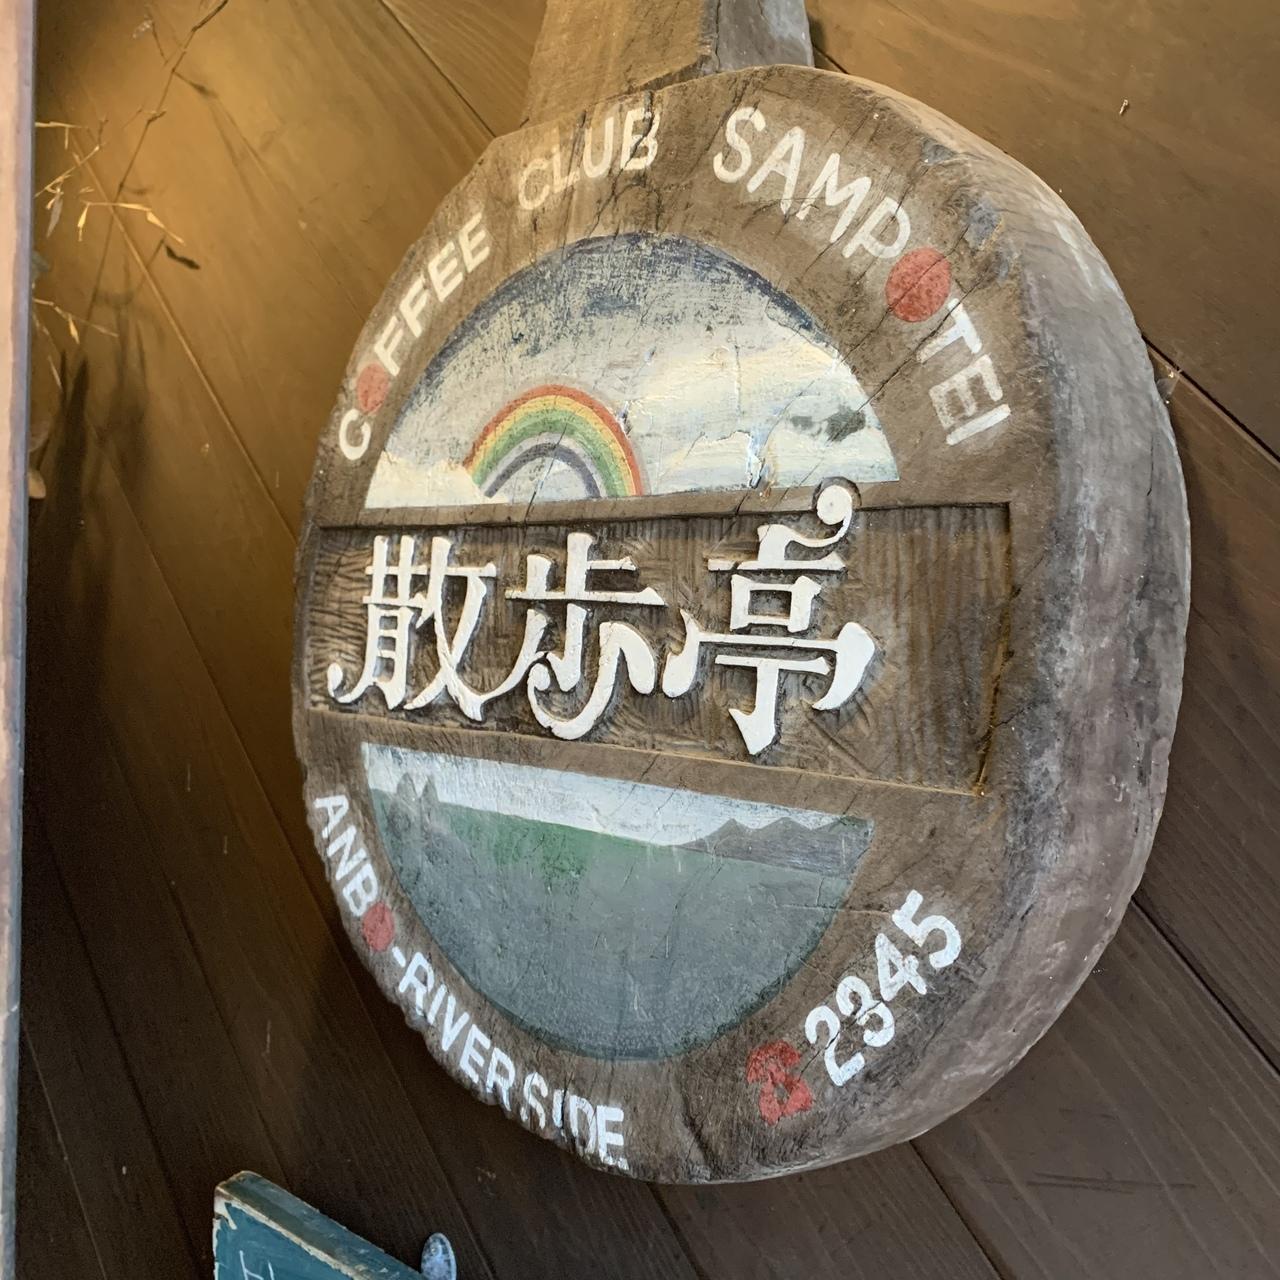 COFFEE CLUB SAMPOTEI
散歩亭
ANBO-RIVERSIDE
☎2345